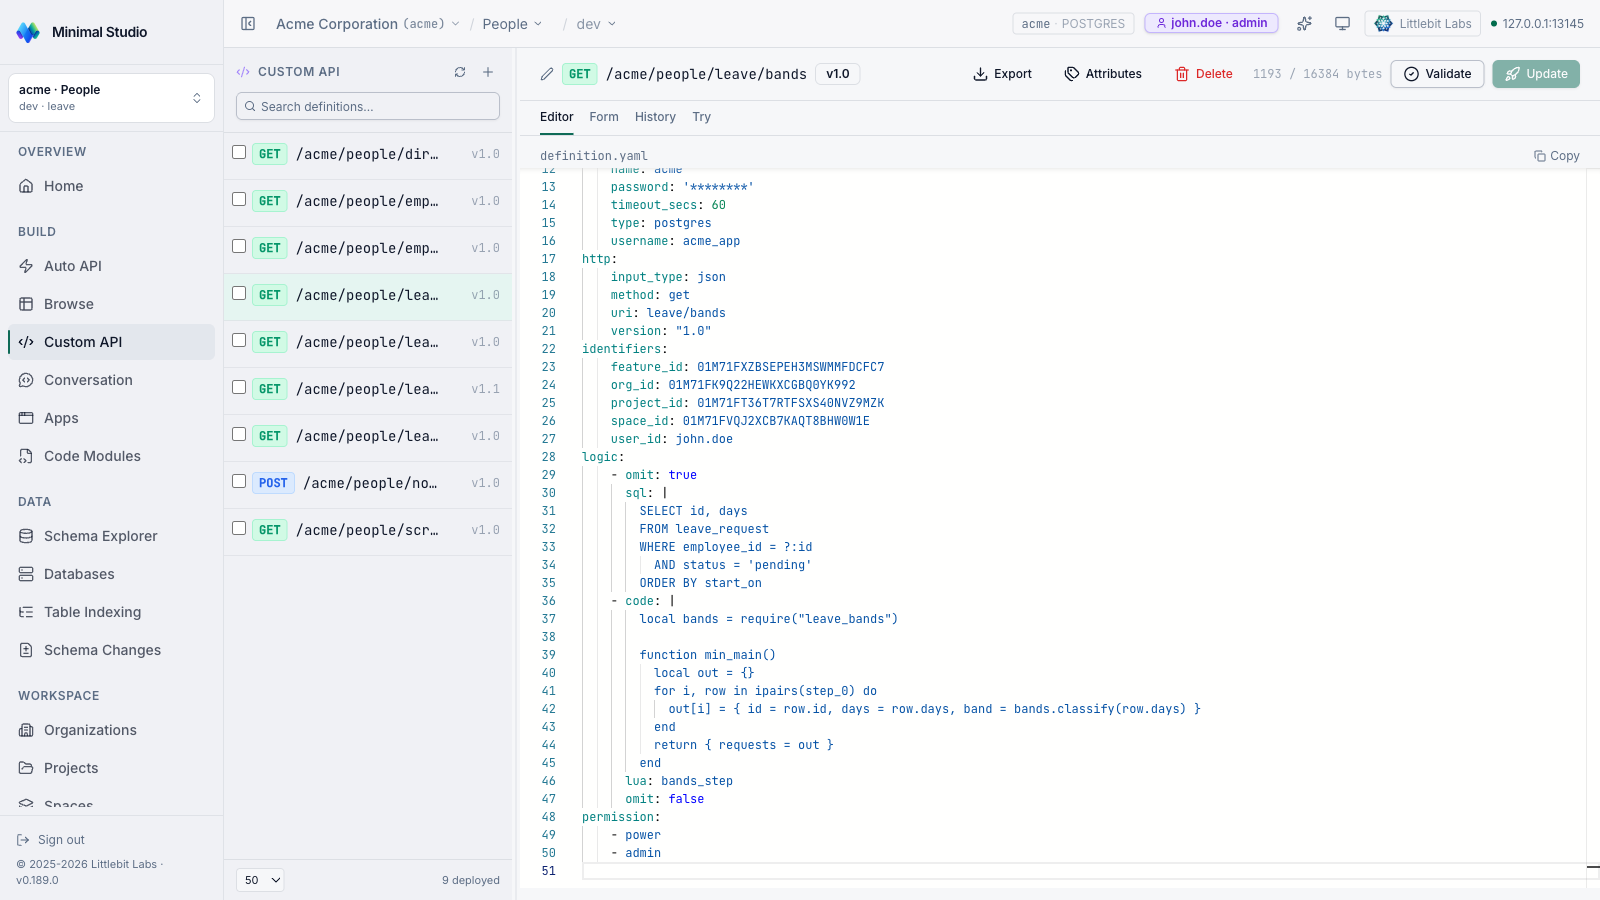 Minimal Studio
acme · People
dev · leave
OVERVIEW
Home
BUILD
Auto API
Browse
Custom API
Conversation
Apps
Code Modules
DATA
Schema Explorer
Databases
Table Indexing
Schema Changes
WORKSPACE
Organizations
Projects
Spaces
Sign out
© 2025-2026 Littlebit Labs ·
v0.189.0
Acme Corporation (acme) / People / dev
acme · POSTGRES
john.doe · admin
Littlebit Labs
127.0.0.1:13145
CUSTOM API
Search definitions...
GET /acme/people/dir... v1.0
GET /acme/people/emp... v1.0
GET /acme/people/emp... v1.0
GET /acme/people/lea... v1.0
GET /acme/people/lea... v1.0
GET /acme/people/lea... v1.1
GET /acme/people/lea... v1.0
POST /acme/people/no... v1.0
GET /acme/people/scr... v1.0
50
9 deployed
GET /acme/people/leave/bands v1.0
Export
Attributes
Delete
1193 / 16384 bytes
Validate
Update
Editor Form History Try
definition.yaml
Copy
12 name: acme
13 password: '********'
14 timeout_secs: 60
15 type: postgres
16 username: acme_app
17 http:
18 input_type: json
19 method: get
20 uri: leave/bands
21 version: "1.0"
22 identifiers:
23 feature_id: 01M71FXZBSEPEH3MSWMMFDCFC7
24 org_id: 01M71FK9Q22HEWKXCGBQ0YK992
25 project_id: 01M71FT36T7RTFSXS40NVZ9MZK
26 space_id: 01M71FVQJ2XCB7KAQT8BHW0W1E
27 user_id: john.doe
28 logic:
29 - omit: true
30 sql: |
31 SELECT id, days
32 FROM leave_request
33 WHERE employee_id = ?:id
34 AND status = 'pending'
35 ORDER BY start_on
36 - code: |
37 local bands = require("leave_bands")
38
39 function min_main()
40 local out = {}
41 for i, row in ipairs(step_0) do
42 out[i] = { id = row.id, days = row.days, band = bands.classify(row.days) }
43 end
44 return { requests = out }
45 end
46 lua: bands_step
47 omit: false
48 permission:
49 - power
50 - admin
51